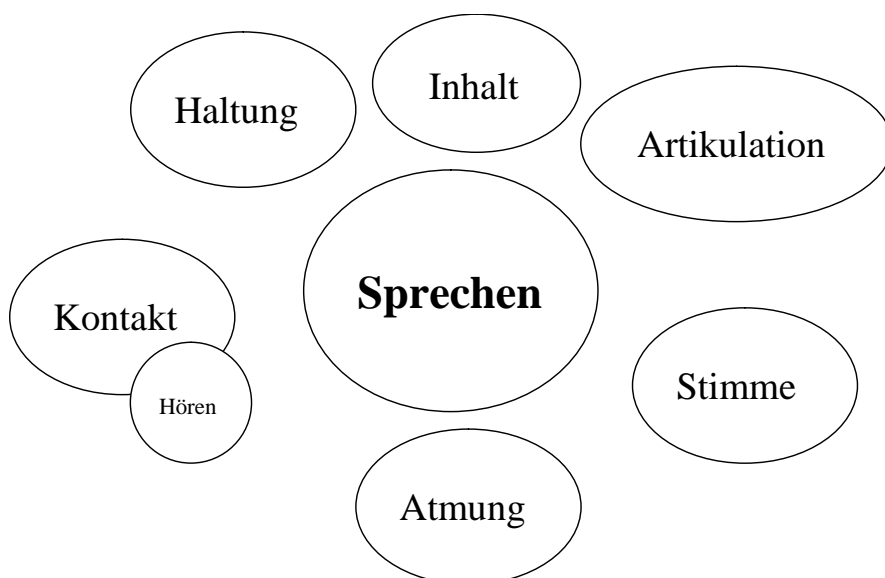 Inhalt
Haltung
Artikulation
Sprechen
Kontakt
Stimme
Hören
Atmung